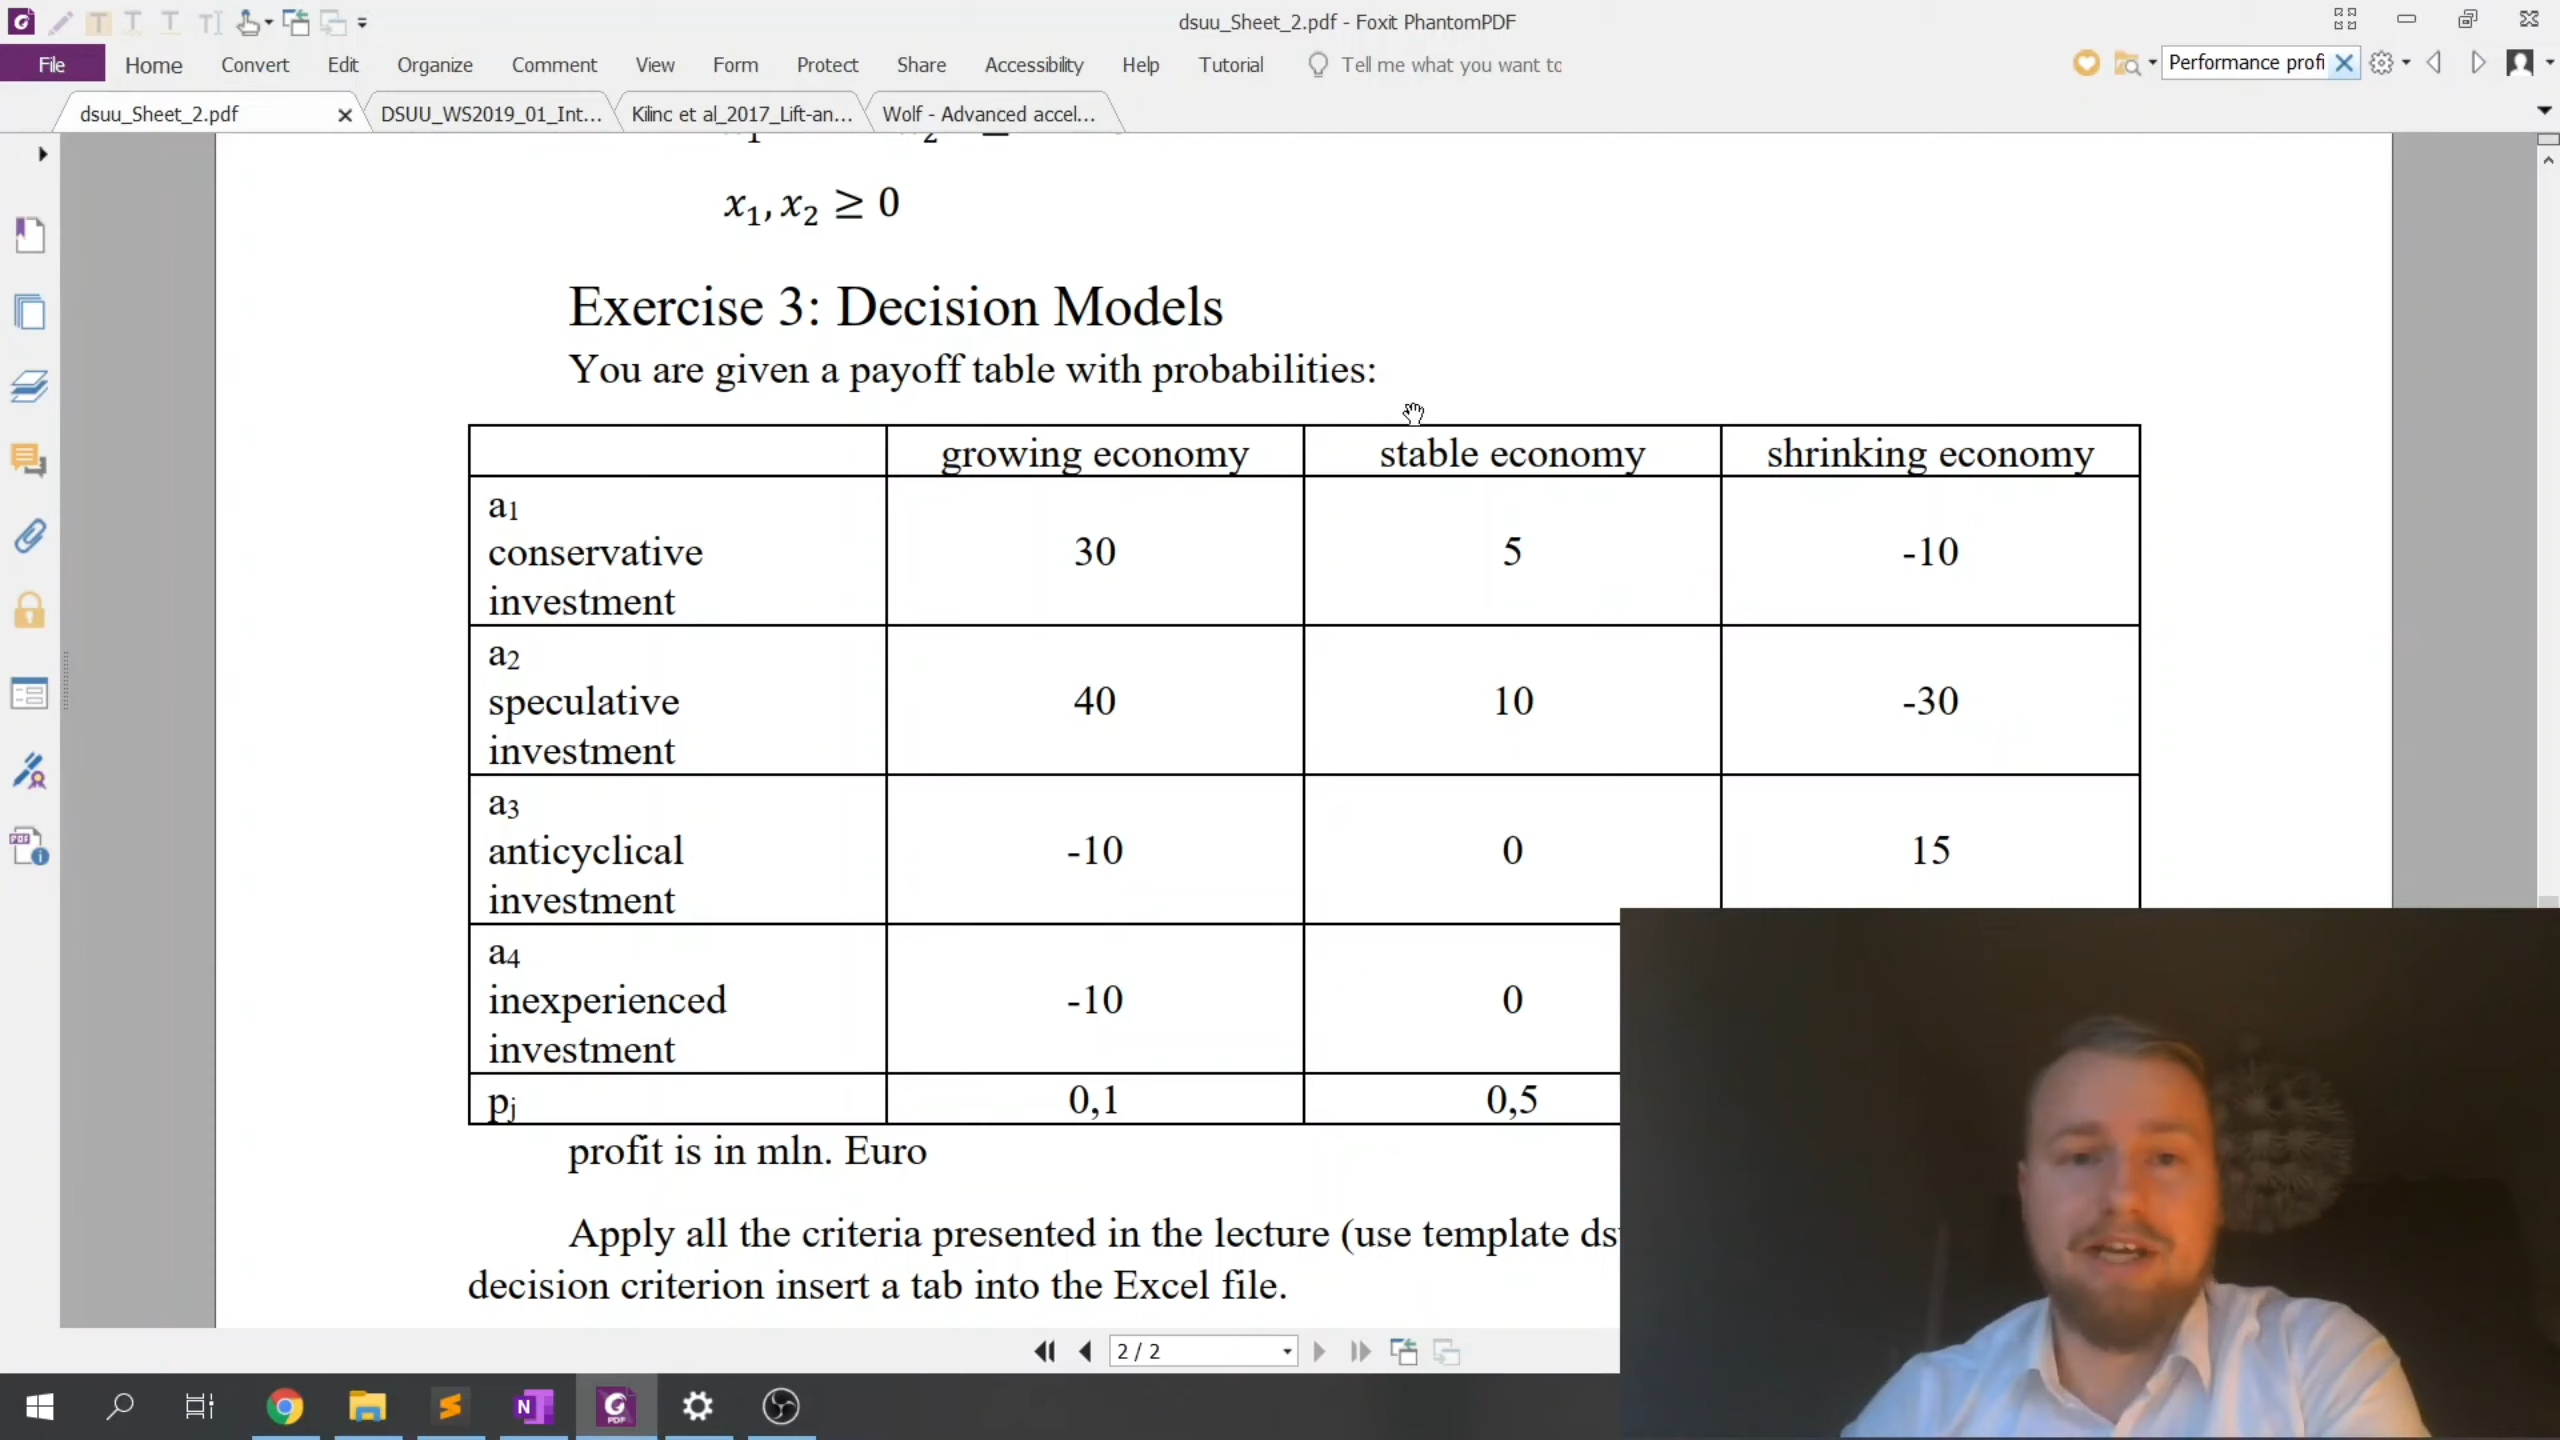 dsuu_Sheet_2.pdf - Foxit PhantomPDF
File Home Convert Edit Organize Comment View Form Protect Share Accessibility Help Tutorial Tell me what you want to Performance profi
dsuu_Sheet_2.pdf DSUU_WS2019_01_Int... Kilinc et al_2017_Lift-an... Wolf - Advanced accel...
x₁, x₂ ≥ 0
Exercise 3: Decision Models
You are given a payoff table with probabilities:
growing economy stable economy shrinking economy
a₁
conservative 30 5 -10
investment
a₂
speculative 40 10 -30
investment
a₃
anticyclical -10 0 15
investment
a₄
inexperienced -10 0
investment
pⱼ 0,1 0,5
profit is in mln. Euro
Apply all the criteria presented in the lecture (use template ds
decision criterion insert a tab into the Excel file.
2 / 2